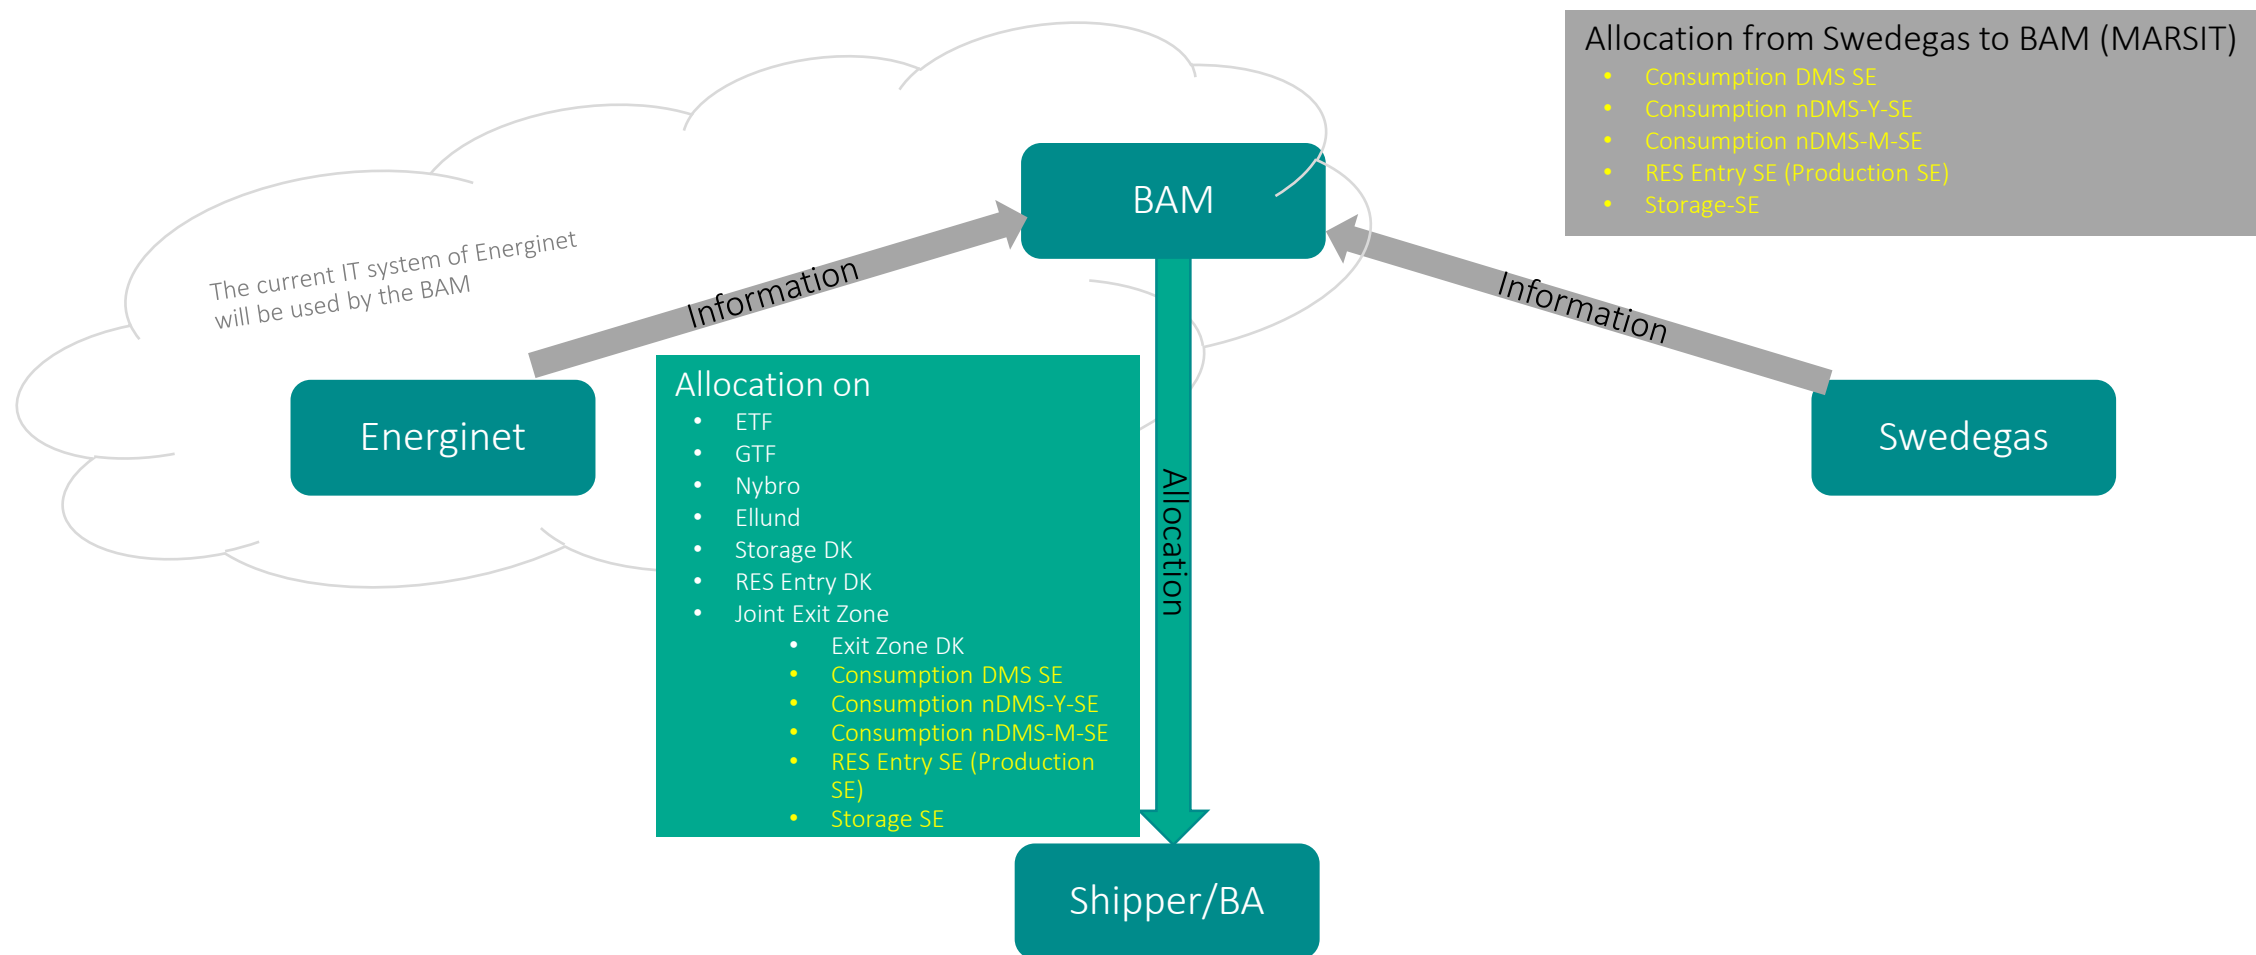 Allocation from Swedegas to BAM (MARSIT)
• Consumption DMS SE
• Consumption nDMS-Y-SE
• Consumption nDMS-M-SE
• RES Entry SE (Production SE)
• Storage-SE
BAM
The current IT system of Energinet
will be used by the BAM
Information
Information
Energinet
Swedegas
Allocation on
• ETF
• GTF
• Nybro
• Ellund
• Storage DK
• RES Entry DK
• Joint Exit Zone
• Exit Zone DK
• Consumption DMS SE
• Consumption nDMS-Y-SE
• Consumption nDMS-M-SE
• RES Entry SE (Production
SE)
• Storage SE
Allocation
Shipper/BA